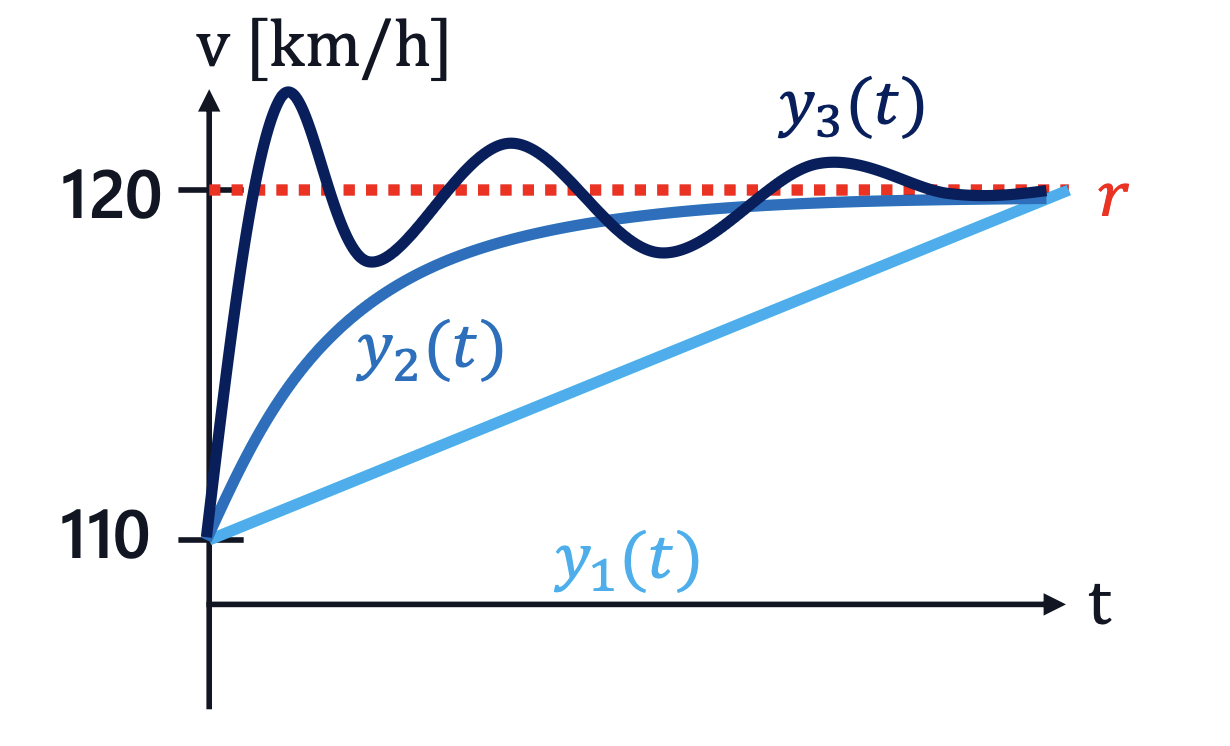 v [km/h]
y₃(t)
120
r
y₂(t)
110
y₁(t)
t